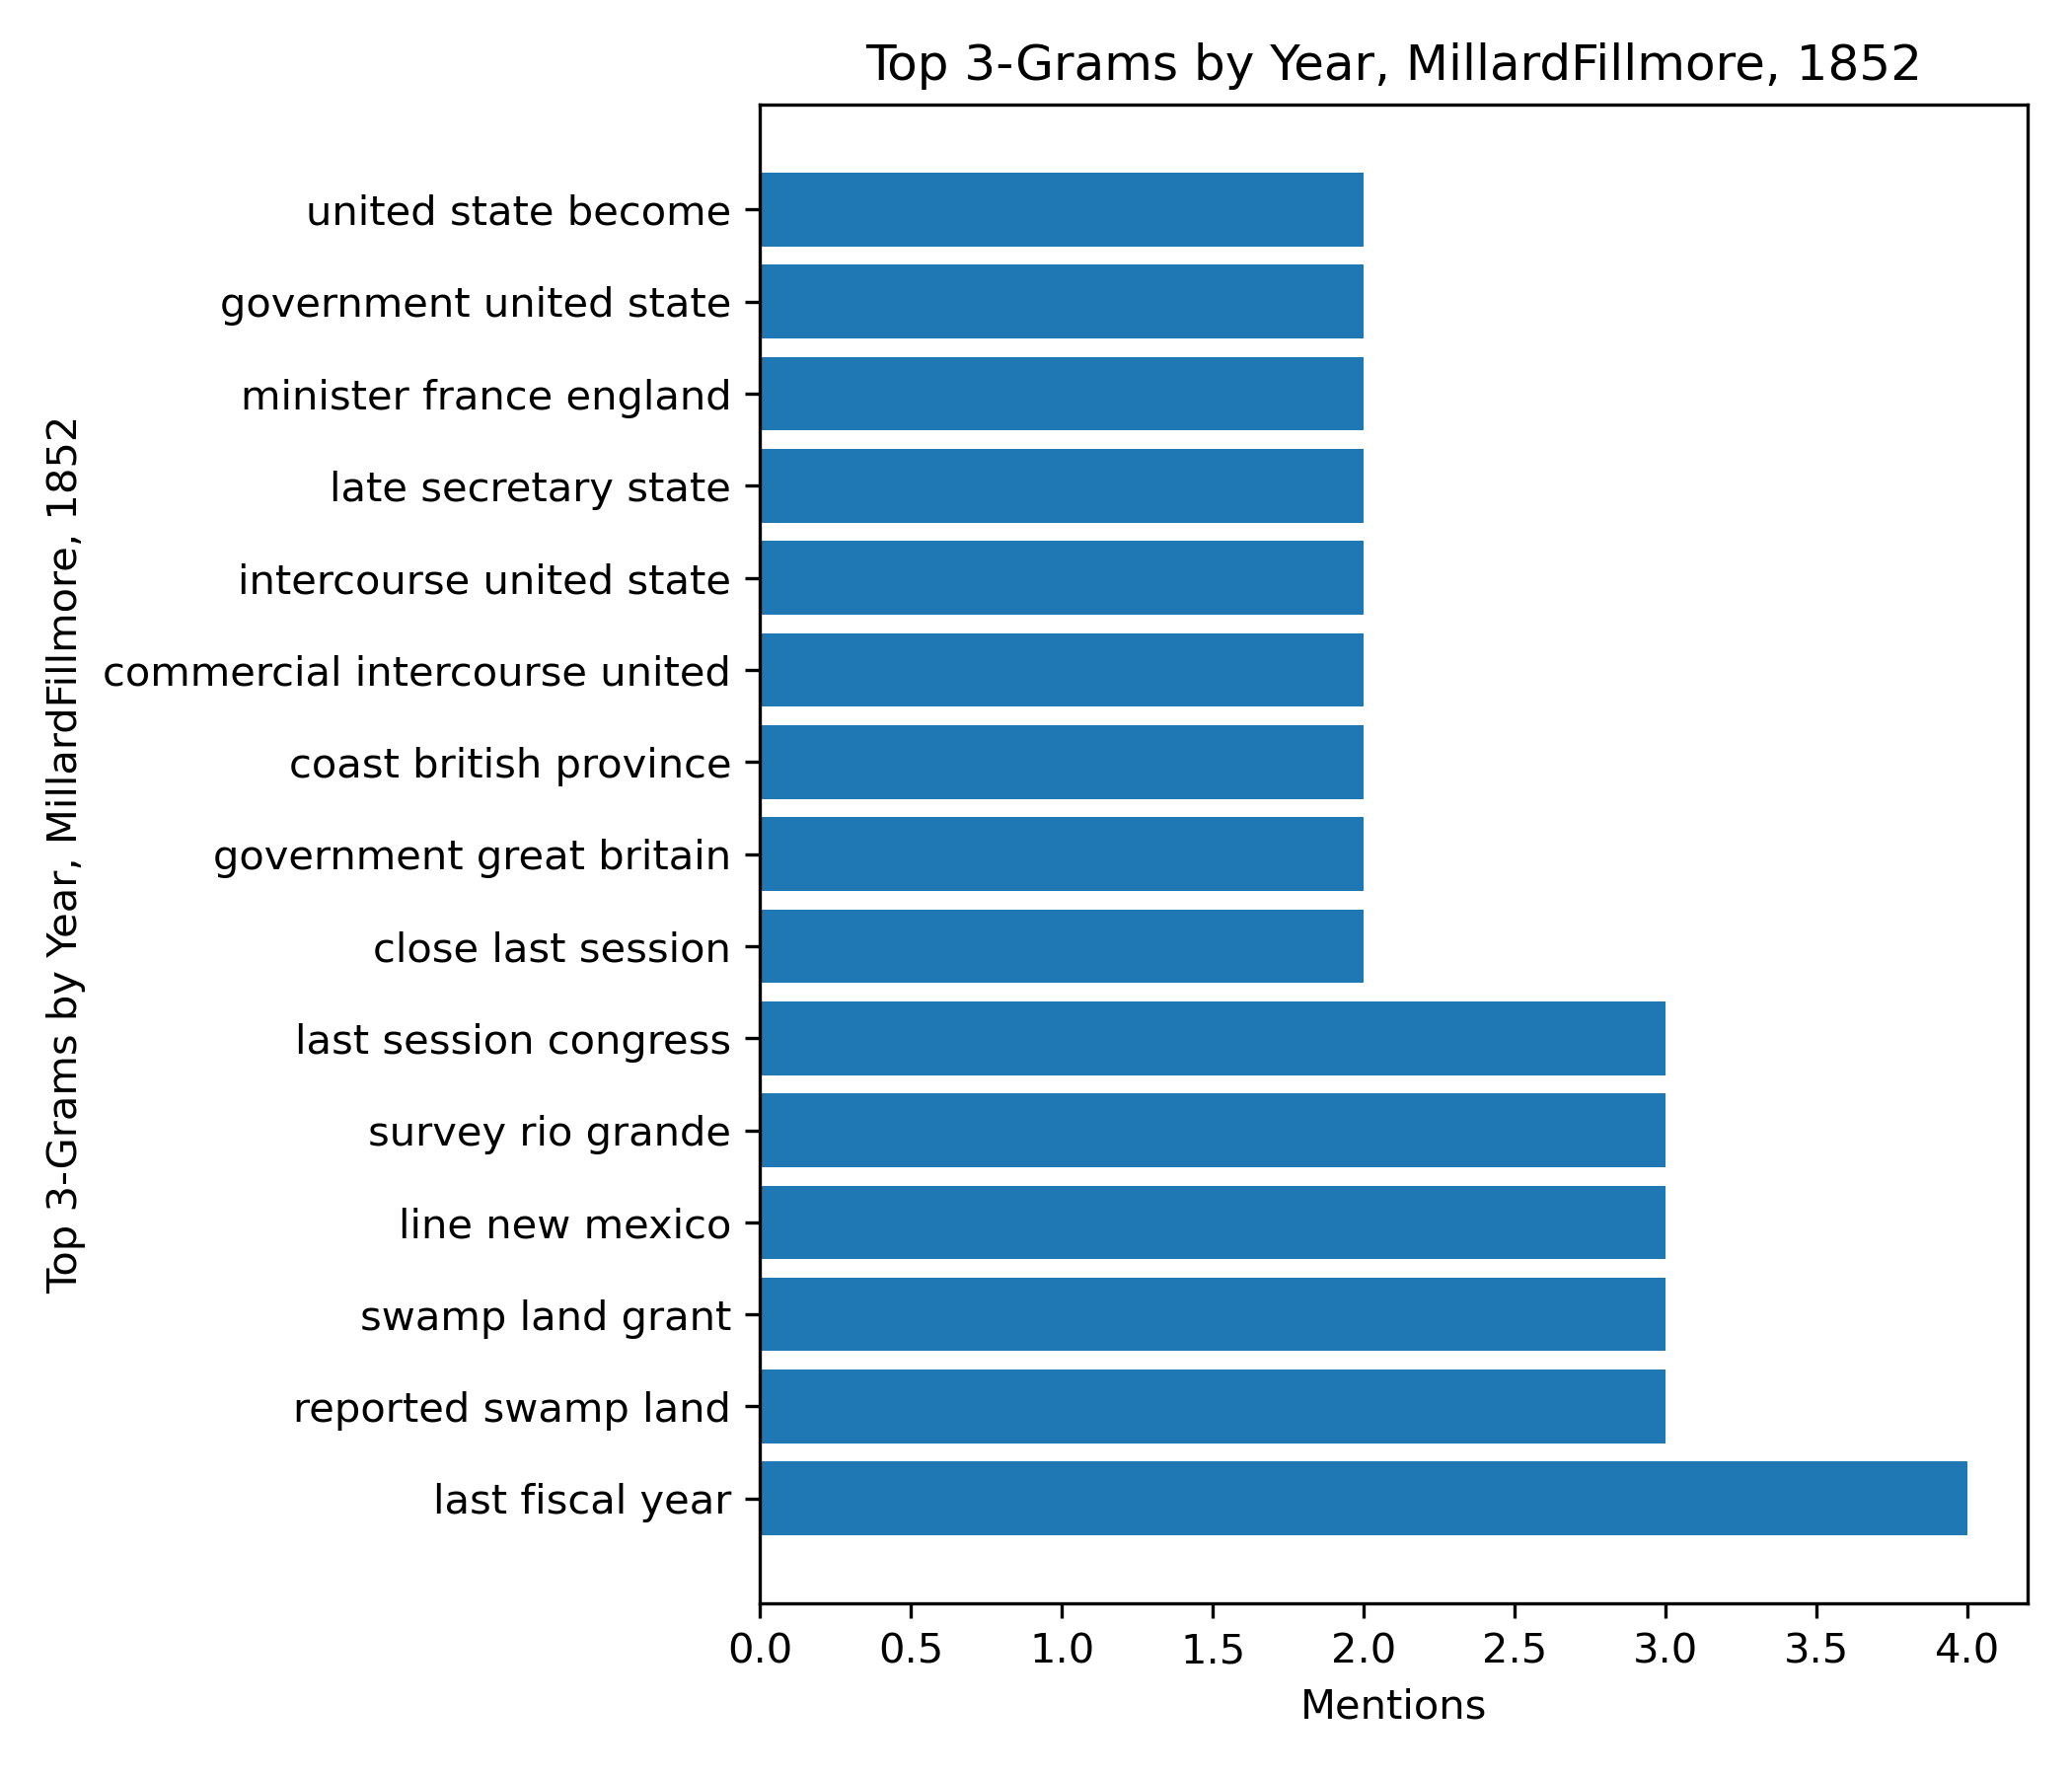 Top 3-Grams by Year, MillardFillmore, 1852
Top 3-Grams by Year, MillardFillmore, 1852
united state become
government united state
minister france england
late secretary state
intercourse united state
commercial intercourse united
coast british province
government great britain
close last session
last session congress
survey rio grande
line new mexico
swamp land grant
reported swamp land
last fiscal year
0.0 0.5 1.0 1.5 2.0 2.5 3.0 3.5 4.0
Mentions